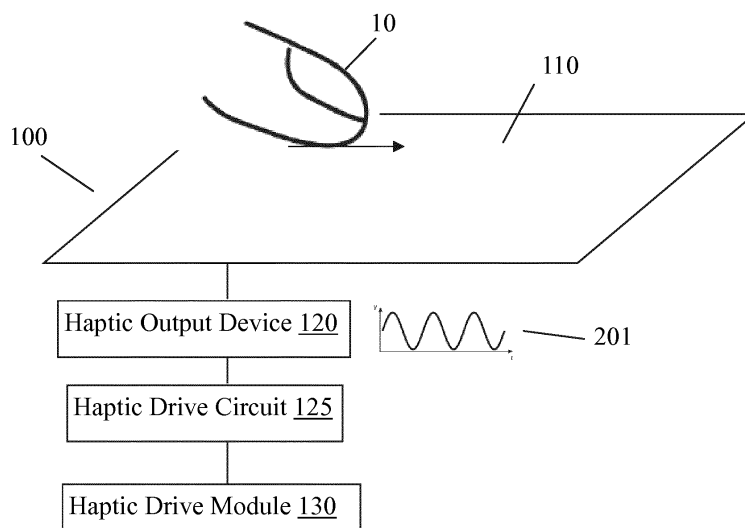 10
110
100
Haptic Output Device 120
y
t
201
Haptic Drive Circuit 125
Haptic Drive Module 130